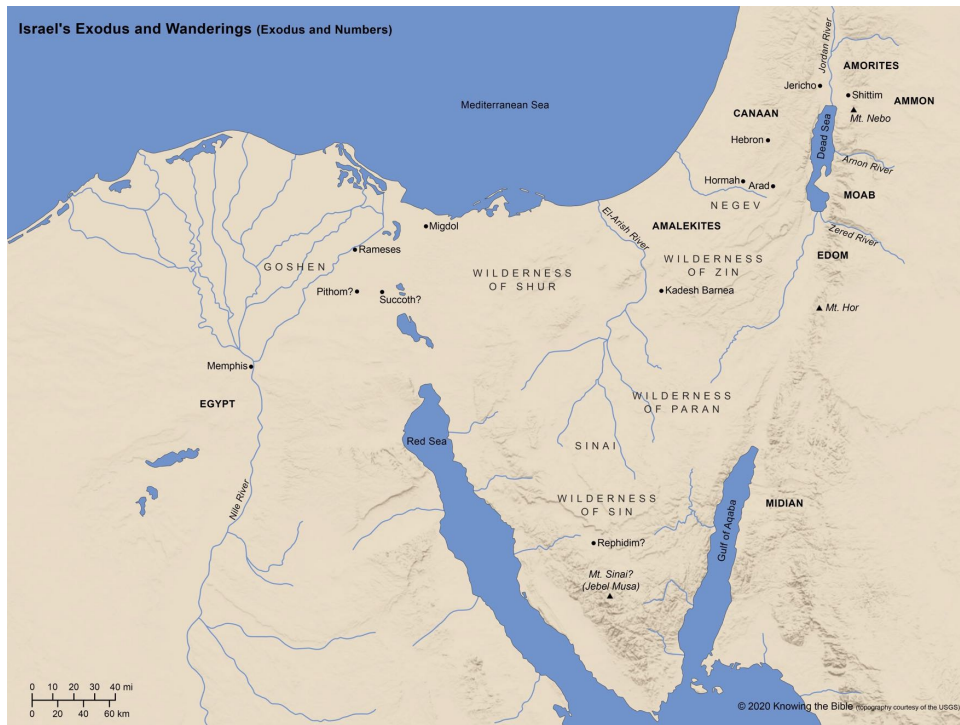 Israel's Exodus and Wanderings (Exodus and Numbers)
Jordan River
AMORITES
Jericho
Shittim
AMMON
Mediterranean Sea
CANAAN
Mt. Nebo
Hebron
Dead Sea
Arnon River
Hormah
Arad
MOAB
NEGEV
El-Arish River
Migdol
AMALEKITES
Zered River
Rameses
EDOM
GOSHEN
WILDERNESS
OF SHUR
WILDERNESS
OF ZIN
Pithom?
Succoth?
Kadesh Barnea
Mt. Hor
Memphis
EGYPT
WILDERNESS
OF PARAN
Red Sea
SINAI
Nile River
WILDERNESS
OF SIN
MIDIAN
Gulf of Aqaba
Rephidim?
Mt. Sinai?
(Jebel Musa)
0 10 20 30 40 mi
0 20 40 60 km
© 2020 Knowing the Bible (topography courtesy of the USGS)